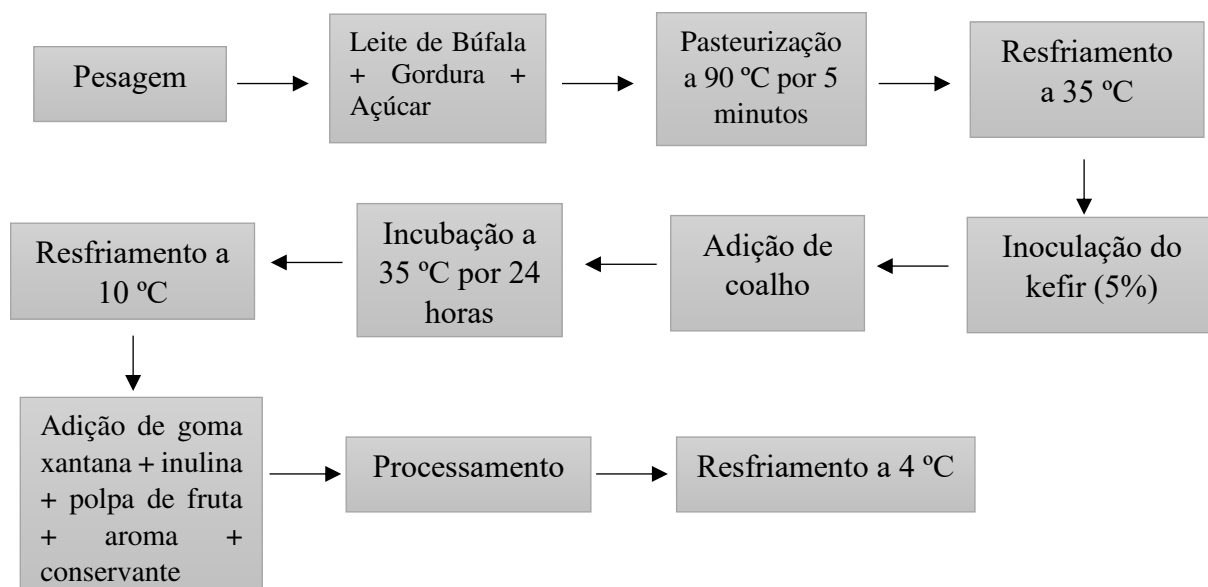 Pesagem
Leite de Búfala
+ Gordura +
Açúcar
Pasteurização
a 90 ºC por 5
minutos
Resfriamento
a 35 ºC
Inoculação do
kefir (5%)
Adição de
coalho
Incubação a
35 ºC por 24
horas
Resfriamento a
10 ºC
Adição de goma
xantana + inulina
+ polpa de fruta
+ aroma +
conservante
Processamento
Resfriamento a 4 ºC